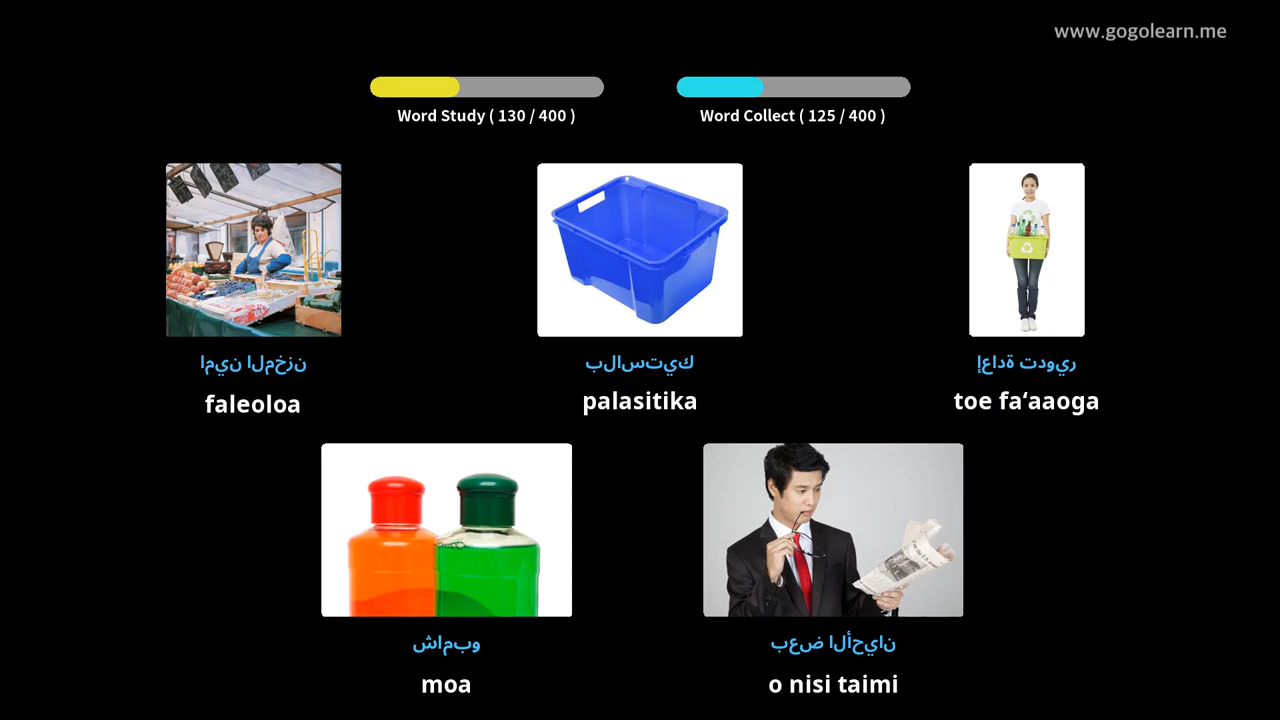 www.gogolearn.me
Word Study ( 130 / 400 )
Word Collect ( 125 / 400 )
امين المخزن
بلاستيك
إعادة تدوير
faleoloa
palasitika
toe faʻaaoga
شامبو
بعض الأحيان
moa
o nisi taimi